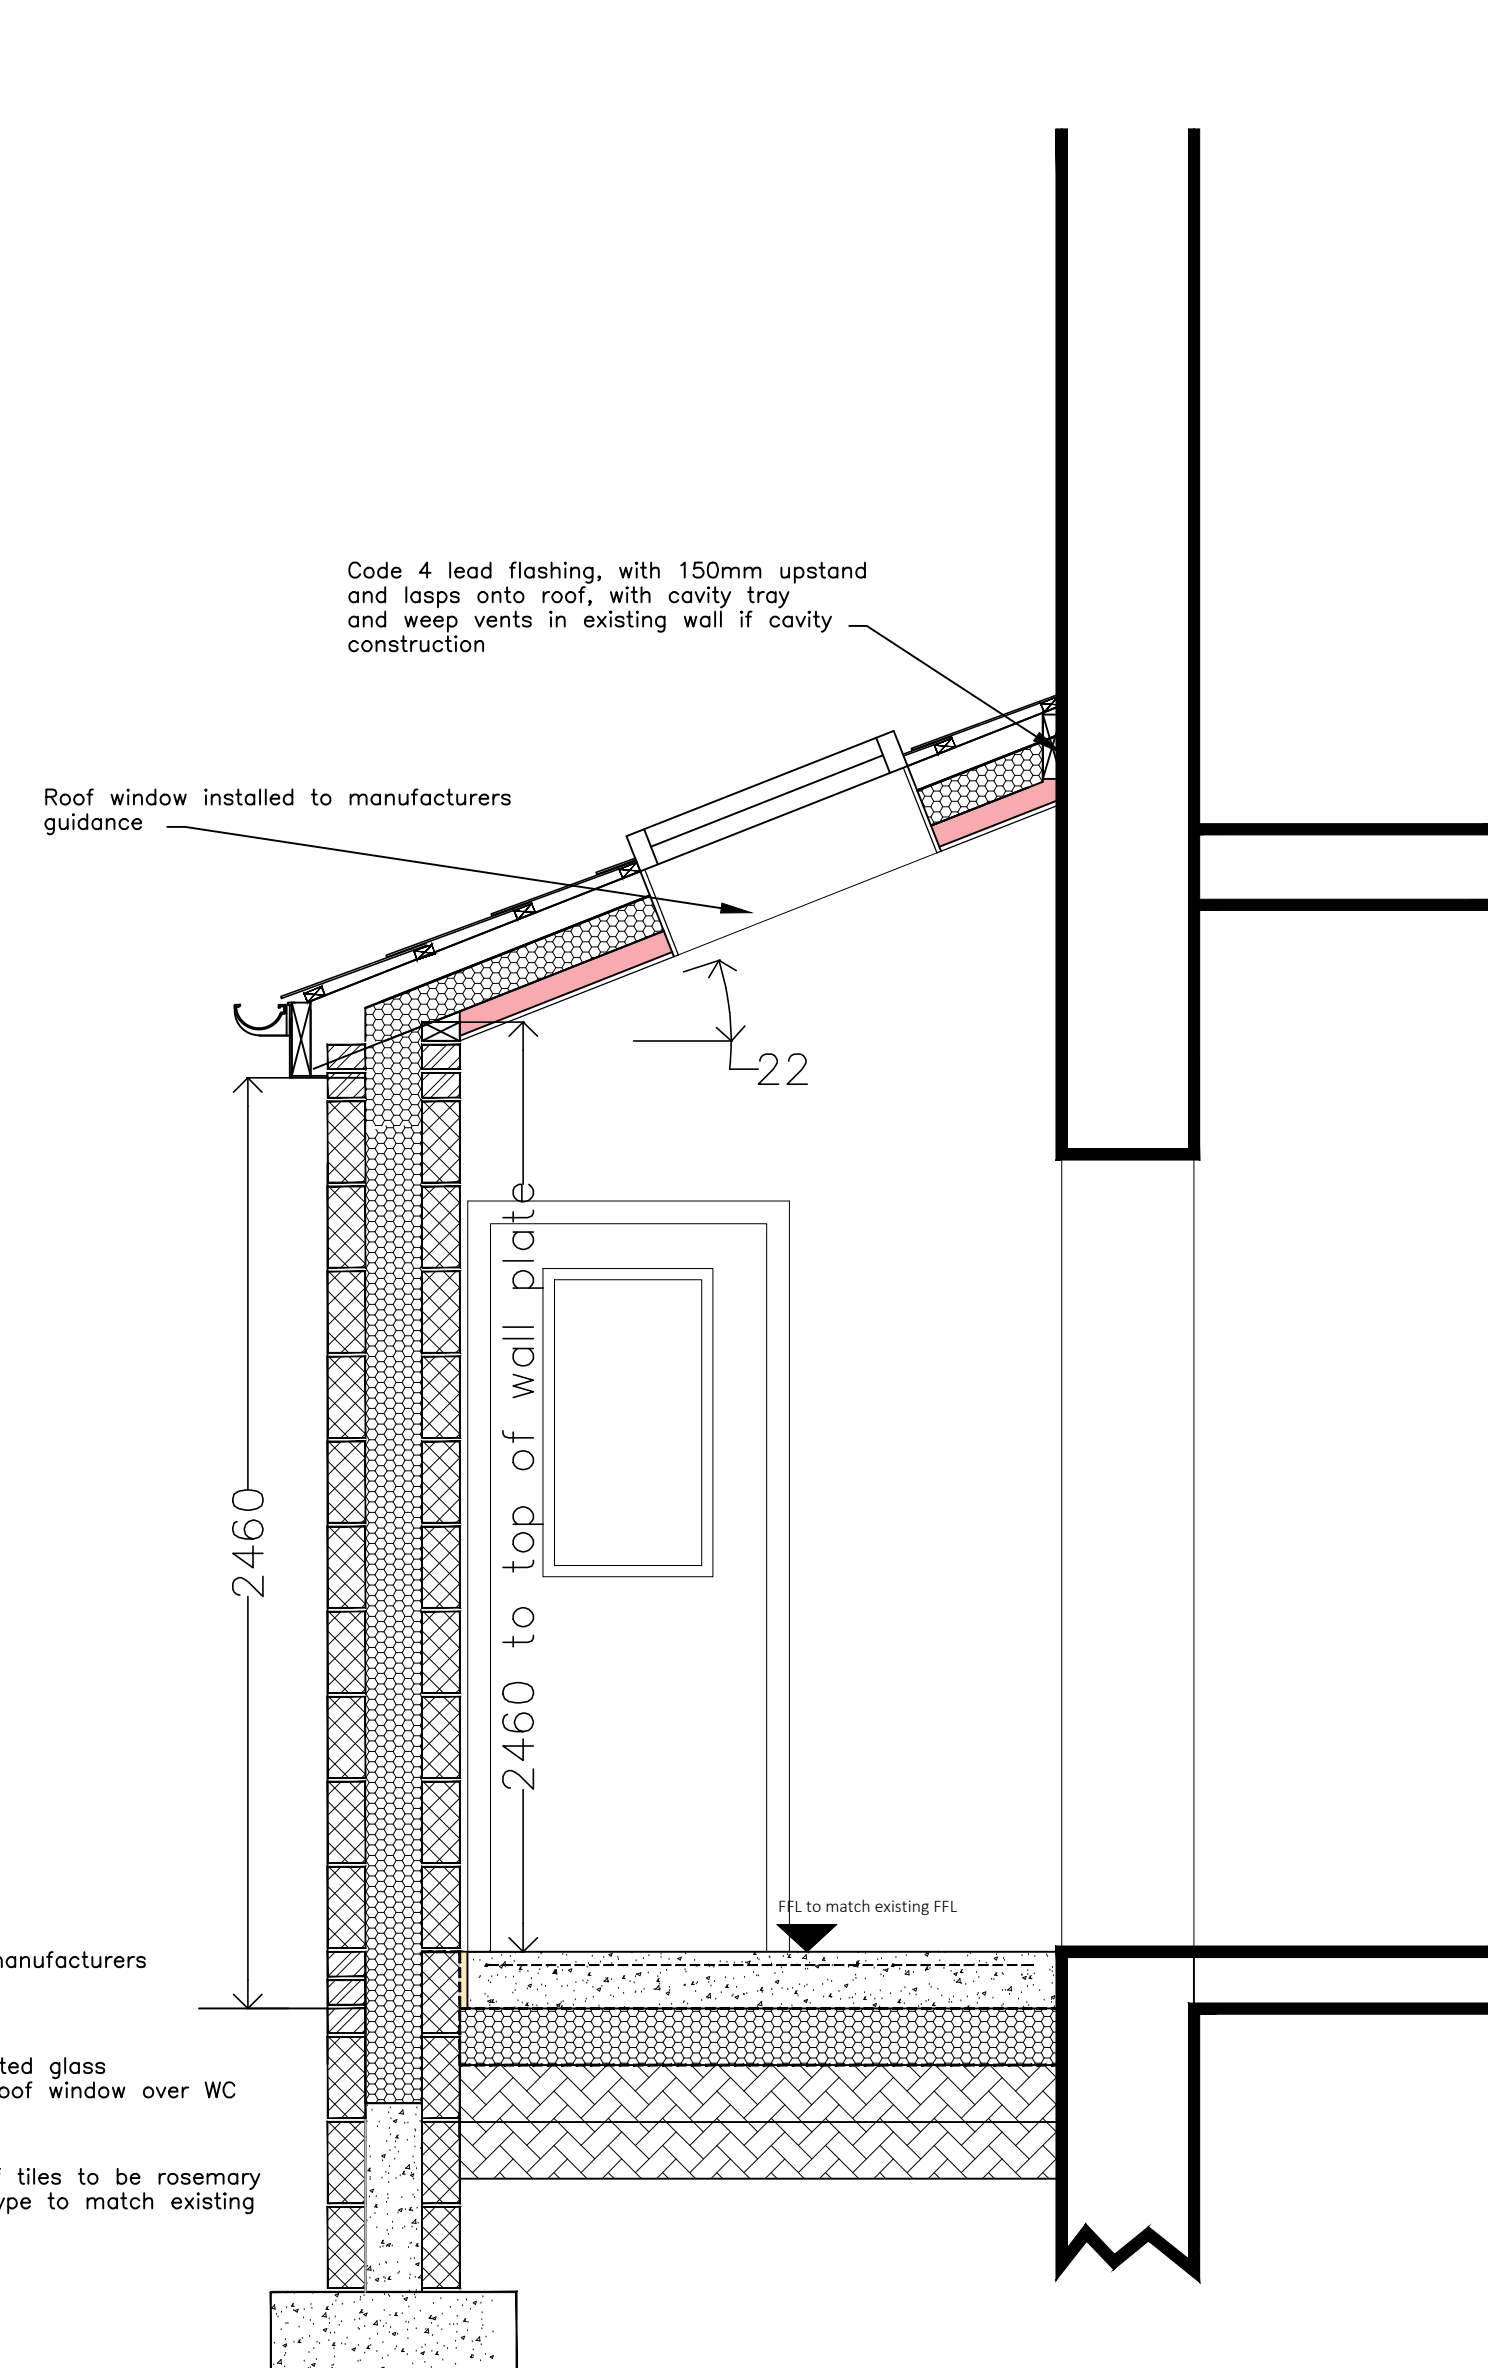 Code 4 lead flashing, with 150mm upstand
and lasps onto roof, with cavity tray
and weep vents in existing wall if cavity
construction
Roof window installed to manufacturers
guidance
22
2460
2460 to top of wall plate
FFL to match existing FFL
manufacturers
ted glass
oof window over WC
tiles to be rosemary
ype to match existing